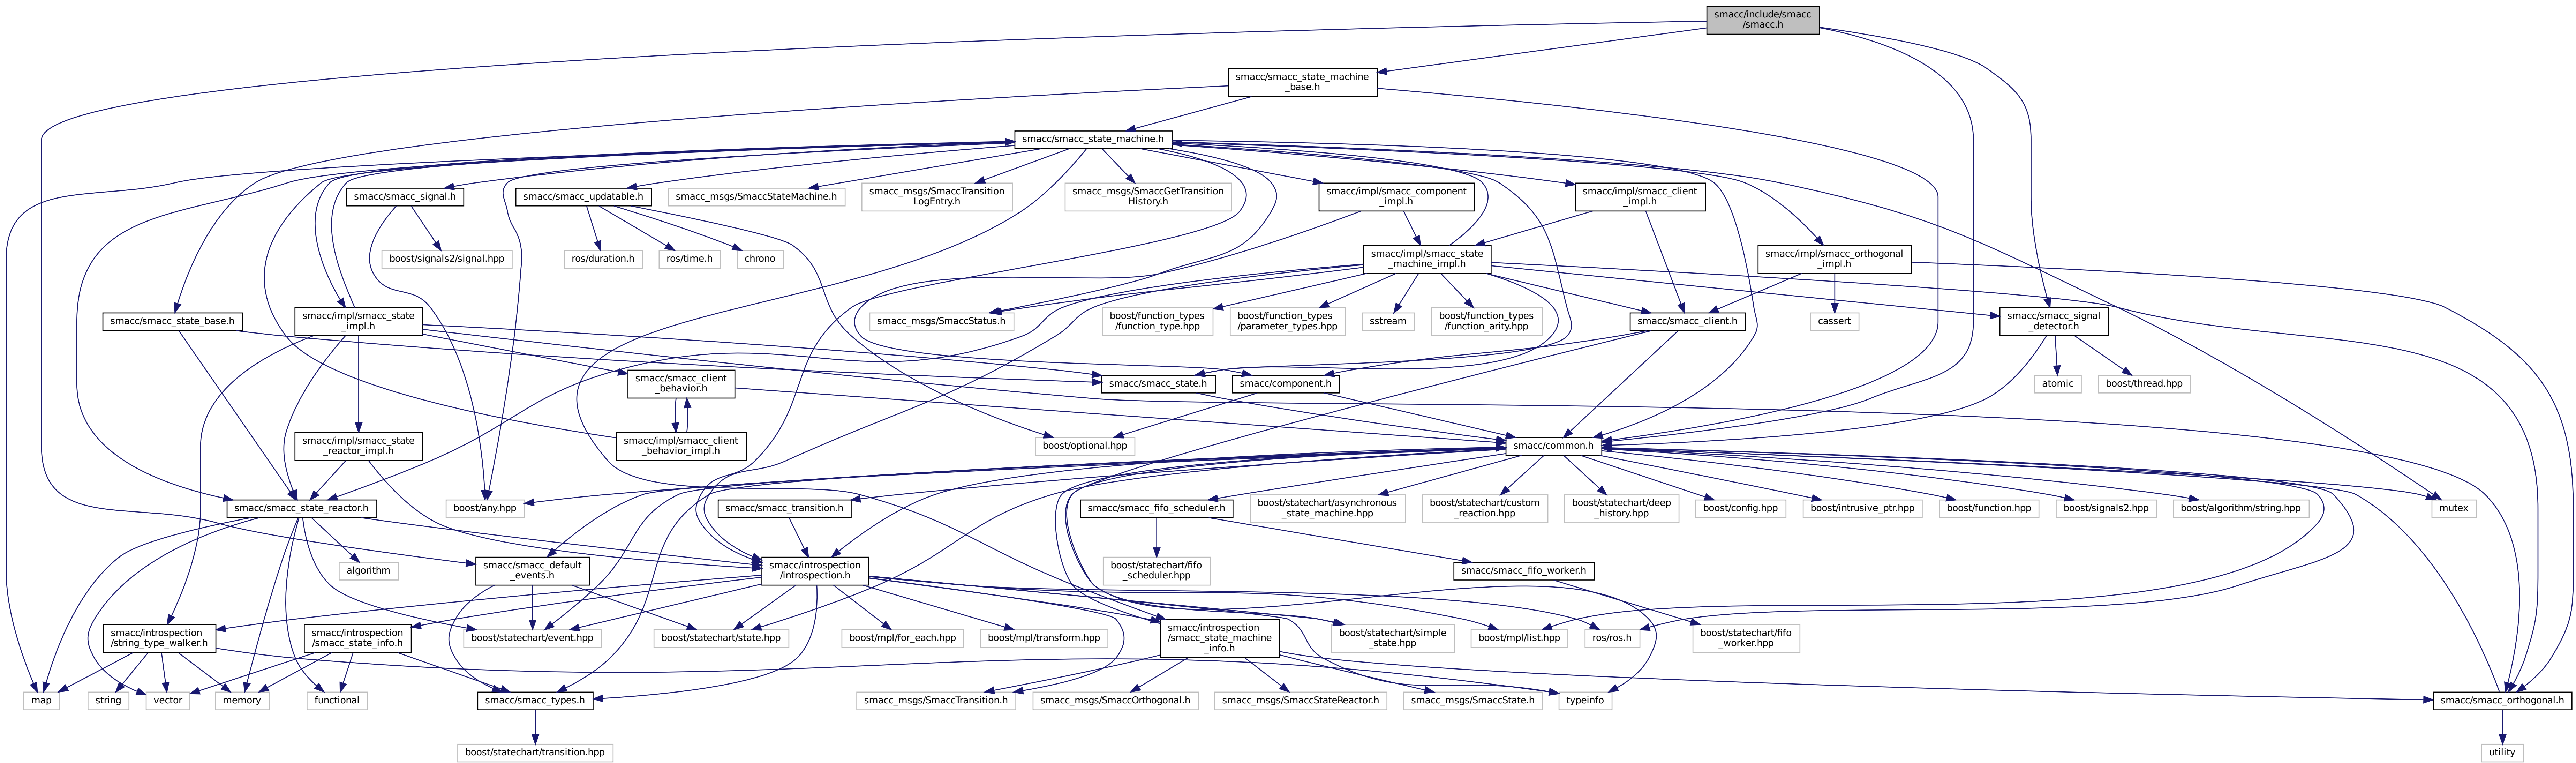 smacc/include/smacc
/smacc.h
smacc/smacc_state_machine
_base.h
smacc/smacc_state_machine.h
smacc/smacc_signal.h
smacc/smacc_updatable.h
smacc_msgs/SmaccStateMachine.h
smacc_msgs/SmaccTransition
LogEntry.h
smacc_msgs/SmaccGetTransition
History.h
smacc/impl/smacc_component
_impl.h
smacc/impl/smacc_client
_impl.h
boost/signals2/signal.hpp
ros/duration.h
ros/time.h
chrono
smacc/impl/smacc_state
_machine_impl.h
smacc/impl/smacc_orthogonal
_impl.h
smacc/smacc_state_base.h
smacc/impl/smacc_state
_impl.h
smacc_msgs/SmaccStatus.h
boost/function_types
/function_type.hpp
boost/function_types
/parameter_types.hpp
sstream
boost/function_types
/function_arity.hpp
smacc/smacc_client.h
cassert
smacc/smacc_signal
_detector.h
smacc/smacc_client
_behavior.h
smacc/smacc_state.h
smacc/component.h
atomic
boost/thread.hpp
smacc/impl/smacc_state
_reactor_impl.h
smacc/impl/smacc_client
_behavior_impl.h
boost/optional.hpp
smacc/common.h
smacc/smacc_state_reactor.h
boost/any.hpp
smacc/smacc_transition.h
smacc/smacc_fifo_scheduler.h
boost/statechart/asynchronous
_state_machine.hpp
boost/statechart/custom
_reaction.hpp
boost/statechart/deep
_history.hpp
boost/config.hpp
boost/intrusive_ptr.hpp
boost/function.hpp
boost/signals2.hpp
boost/algorithm/string.hpp
mutex
algorithm
smacc/smacc_default
_events.h
smacc/introspection
/introspection.h
boost/statechart/fifo
_scheduler.hpp
smacc/smacc_fifo_worker.h
smacc/introspection
/string_type_walker.h
smacc/introspection
/smacc_state_info.h
boost/statechart/event.hpp
boost/statechart/state.hpp
boost/mpl/for_each.hpp
boost/mpl/transform.hpp
smacc/introspection
/smacc_state_machine
_info.h
boost/statechart/simple
_state.hpp
boost/mpl/list.hpp
ros/ros.h
boost/statechart/fifo
_worker.hpp
map
string
vector
memory
functional
smacc/smacc_types.h
smacc_msgs/SmaccTransition.h
smacc_msgs/SmaccOrthogonal.h
smacc_msgs/SmaccStateReactor.h
smacc_msgs/SmaccState.h
typeinfo
smacc/smacc_orthogonal.h
boost/statechart/transition.hpp
utility